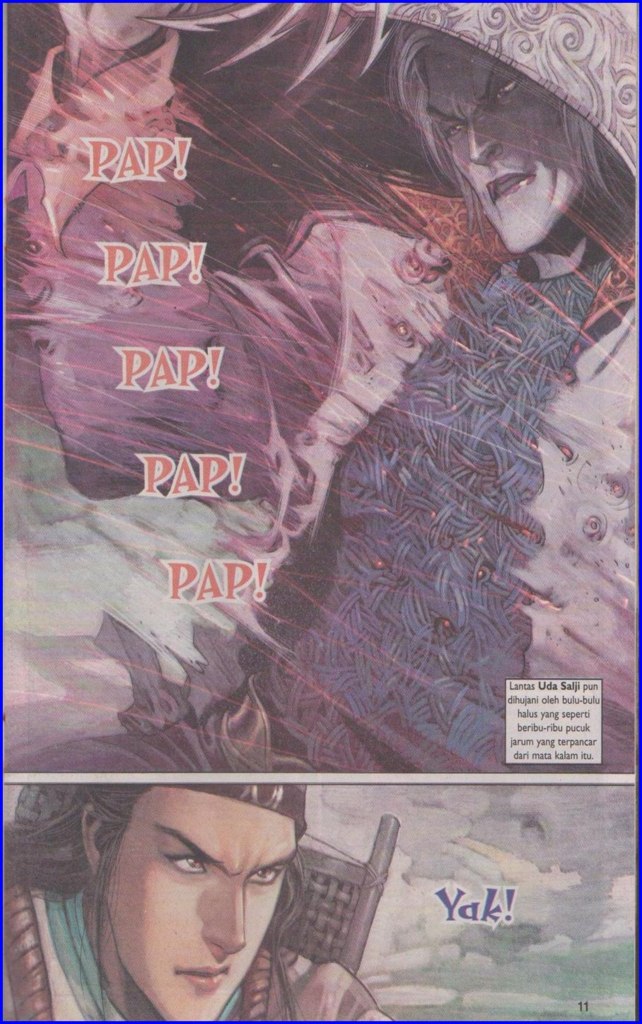 PAP!
PAP!
PAP!
PAP!
PAP!
Lantas Uda Salji pun
dihujani oleh bulu-bulu
halus yang seperti
beribu-ribu pucuk
jarum yang terpancar
dari mata kalam itu.
Yak!
11